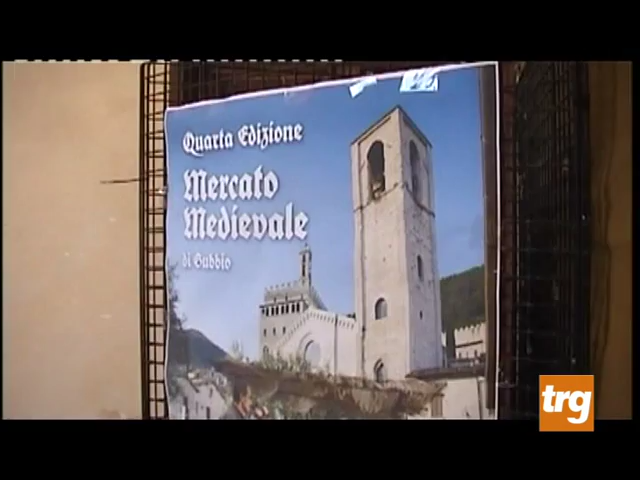 Quarta Edizione
Mercato
Medievale
di Gubbio
trg